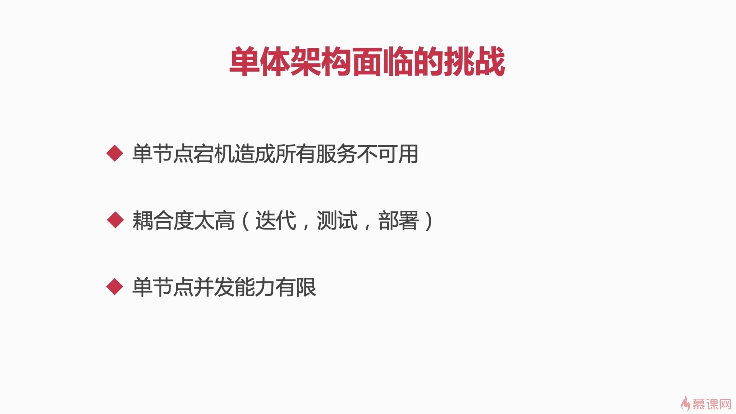 单体架构面临的挑战
单节点宕机造成所有服务不可用
耦合度太高（迭代，测试，部署）
单节点并发能力有限
慕课网